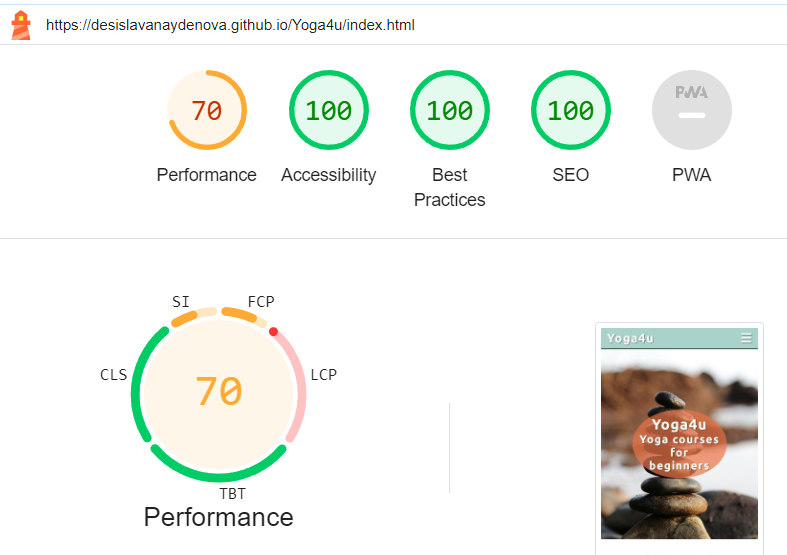 https://desislavanaydenova.github.io/Yoga4u/index.html
70
100
100
100
PWA
Performance
Accessibility
Best
Practices
SEO
PWA
SI
FCP
CLS
LCP
70
TBT
Performance
Yoga4u
Yoga4u
Yoga courses
for
beginners